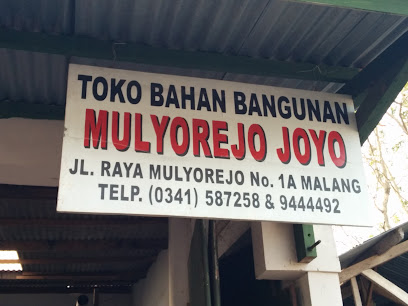 TOKO BAHAN BANGUNAN
MULYOREJO JOYO
JL. RAYA MULYOREJO No. 1A MALANG
TELP. (0341) 587258 & 9444492